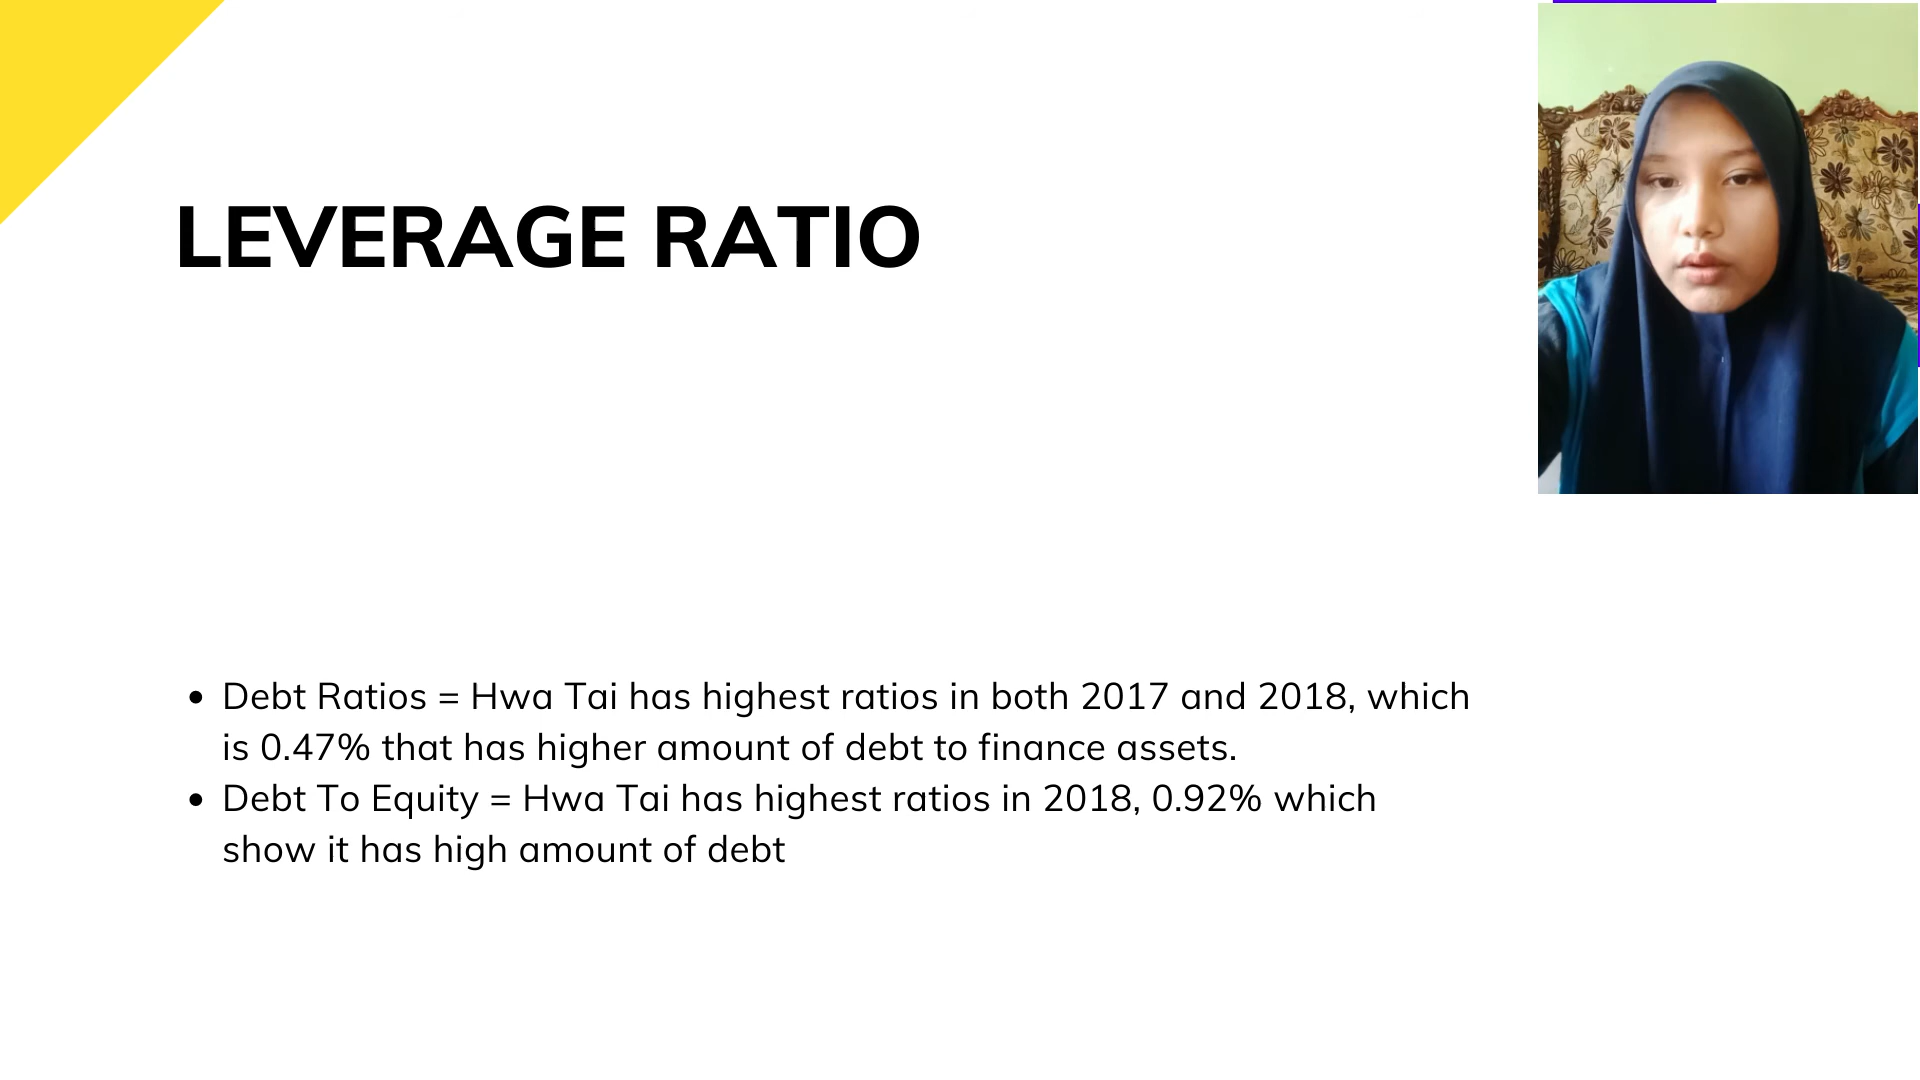 LEVERAGE RATIO
• Debt Ratios = Hwa Tai has highest ratios in both 2017 and 2018, which
is 0.47% that has higher amount of debt to finance assets.
• Debt To Equity = Hwa Tai has highest ratios in 2018, 0.92% which
show it has high amount of debt